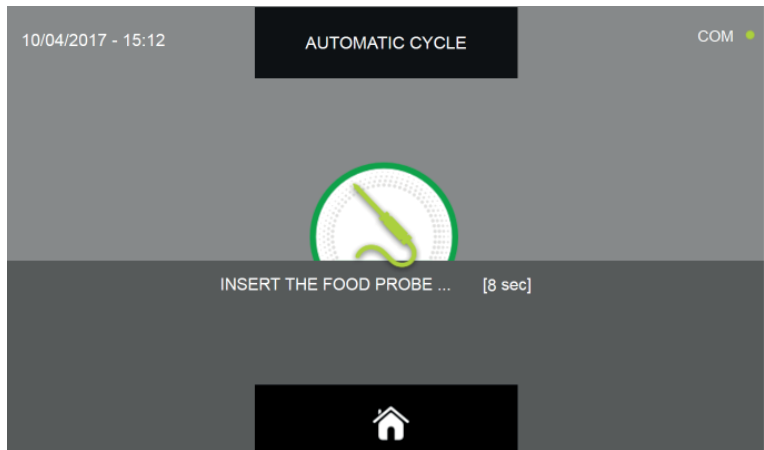 10/04/2017 - 15:12
AUTOMATIC CYCLE
COM
INSERT THE FOOD PROBE ... [8 sec]